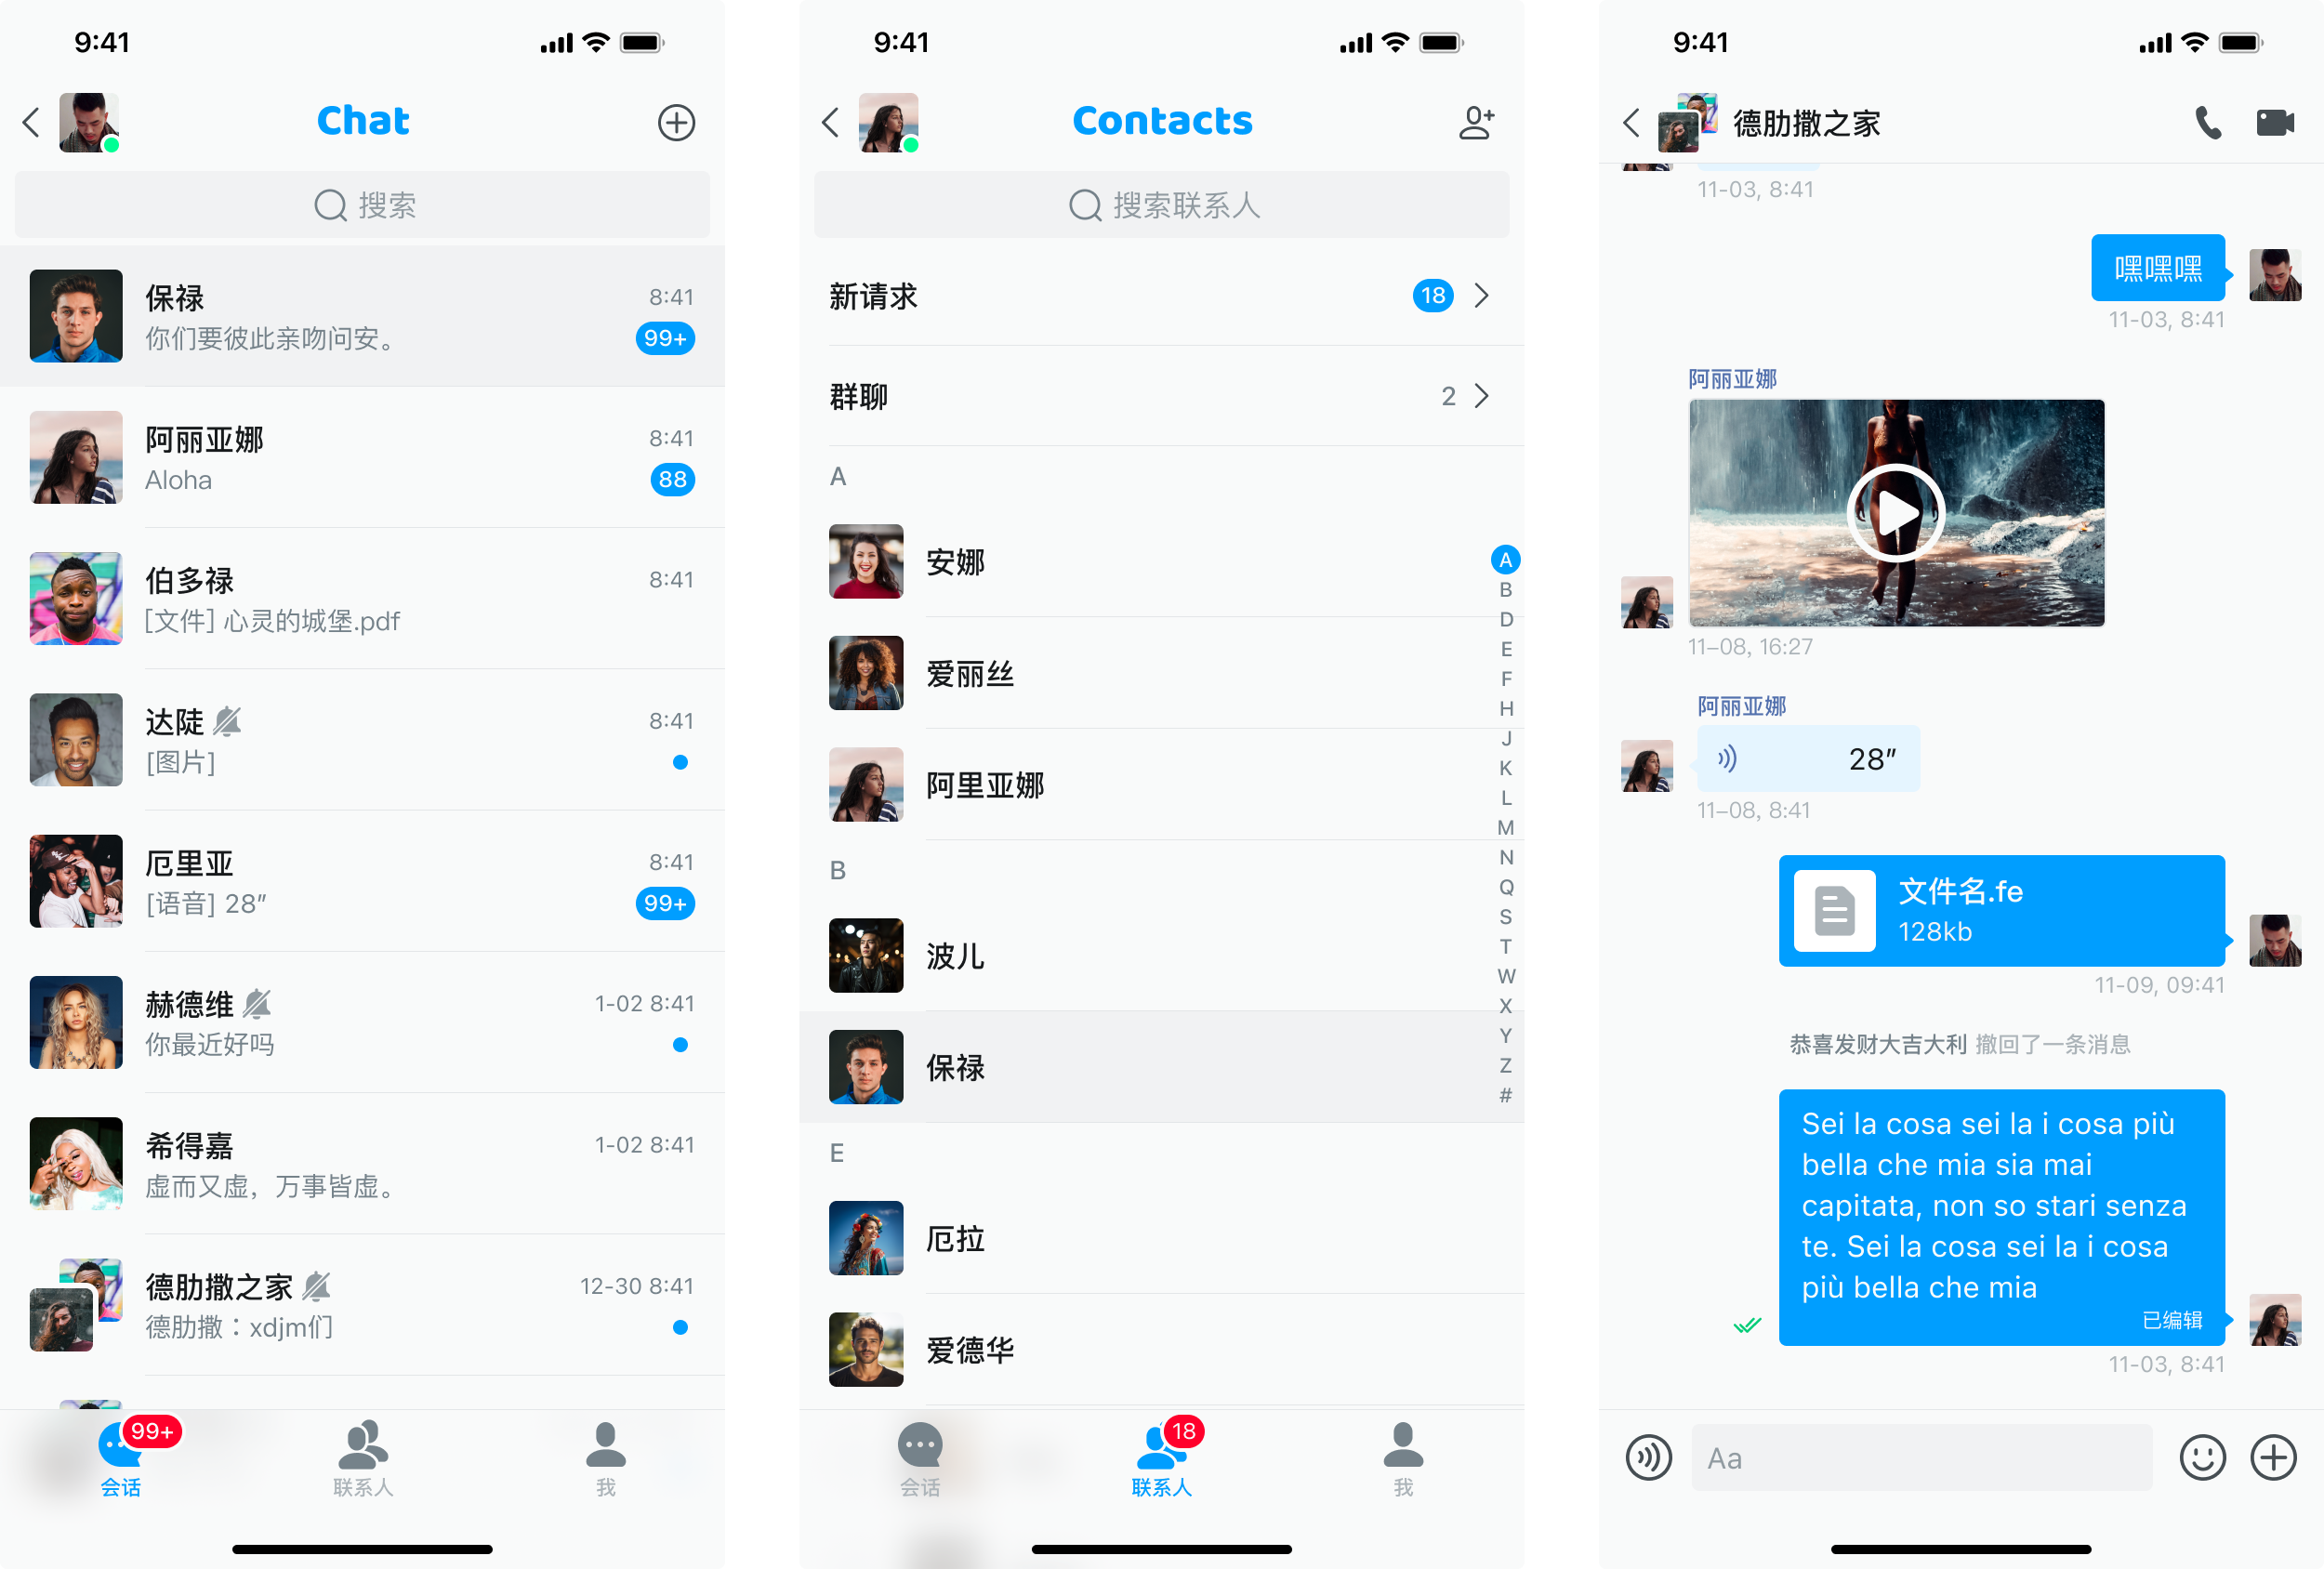 9:41
Chat
搜索
保禄
8:41
你们要彼此亲吻问安。
99+
阿丽亚娜
8:41
Aloha
88
伯多禄
8:41
[文件] 心灵的城堡.pdf
达陡
8:41
[图片]
厄里亚
8:41
[语音] 28″
99+
赫德维
1-02 8:41
你最近好吗
希得嘉
1-02 8:41
虚而又虚，万事皆虚。
德肋撒之家
12-30 8:41
德肋撒：xdjm们
99+
会话
联系人
我
9:41
Contacts
搜索联系人
新请求
18
群聊
2
A
安娜
爱丽丝
阿里亚娜
B
波儿
保禄
E
厄拉
爱德华
A
B
D
E
F
H
J
K
L
M
N
Q
S
T
W
X
Y
Z
#
会话
18
联系人
我
9:41
德肋撒之家
11-03, 8:41
嘿嘿嘿
11-03, 8:41
阿丽亚娜
11–08, 16:27
阿丽亚娜
28″
11–08, 8:41
文件名.fe
128kb
11-09, 09:41
恭喜发财大吉大利 撤回了一条消息
Sei la cosa sei la i cosa più
bella che mia sia mai
capitata, non so stari senza
te. Sei la cosa sei la i cosa
più bella che mia
已编辑
11-03, 8:41
Aa